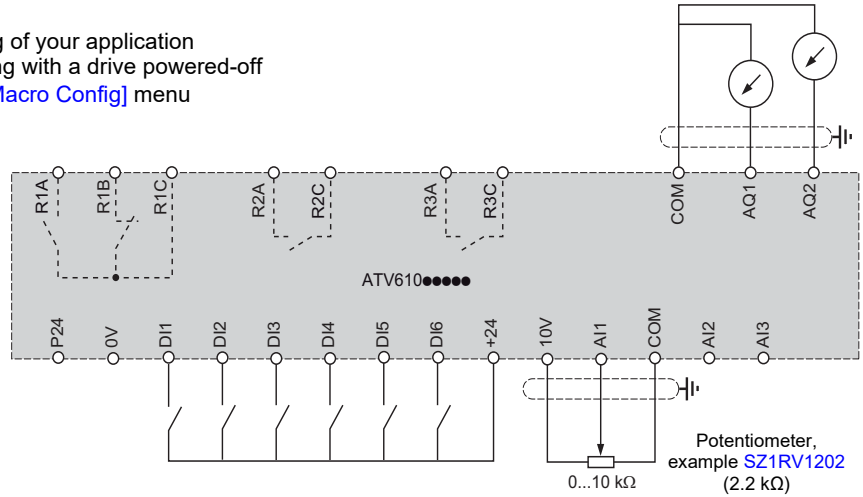 g of your application
ng with a drive powered-off
Macro Config] menu
R1A
R1B
R1C
R2A
R2C
R3A
R3C
COM
AQ1
AQ2
ATV610●●●●●
P24
0V
DI1
DI2
DI3
DI4
DI5
DI6
+24
10V
AI1
COM
AI2
AI3
0...10 kΩ
Potentiometer,
example SZ1RV1202
(2.2 kΩ)